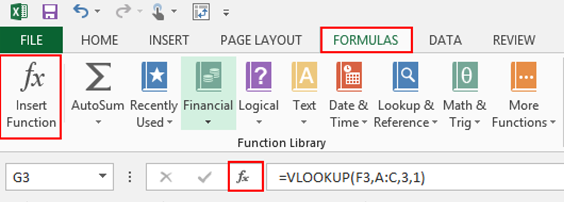 FILE HOME INSERT PAGE LAYOUT FORMULAS DATA REVIEW
fx Σ ? A θ
Insert Function AutoSum Recently Used Financial Logical Text Date & Time Lookup & Reference Math & Trig More Functions
Function Library
G3 fx =VLOOKUP(F3,A:C,3,1)